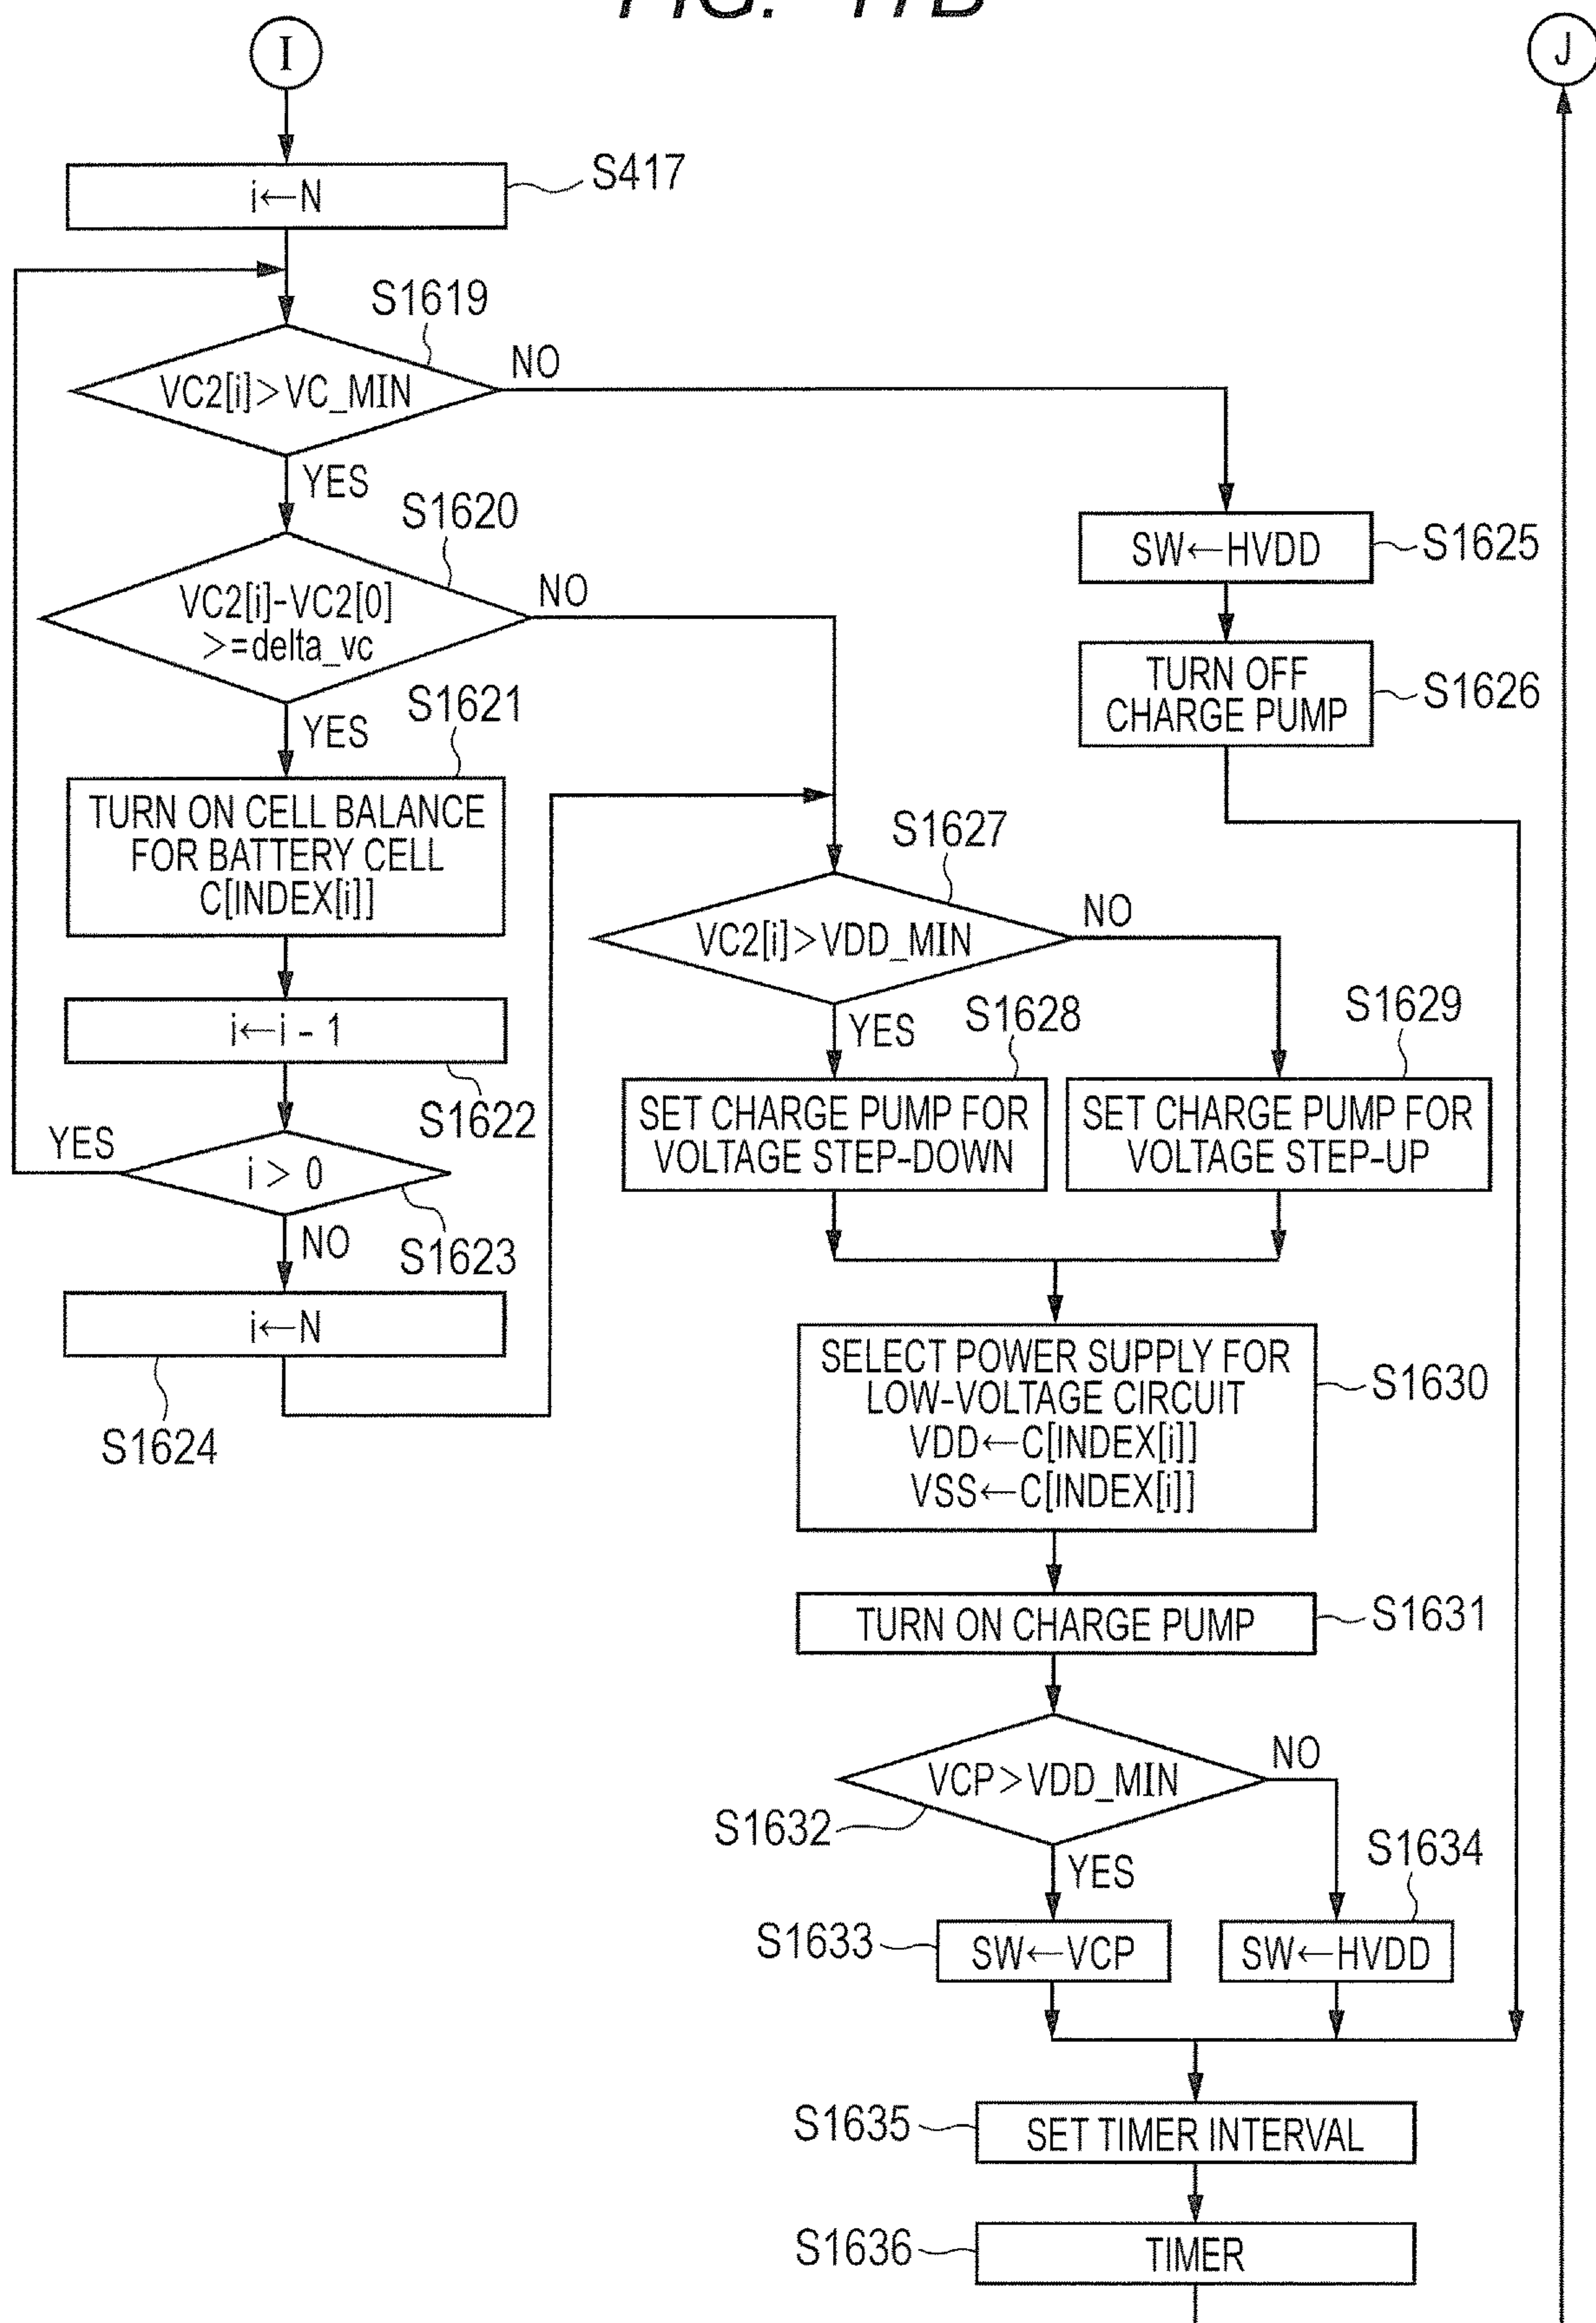 FIG. 17B
I
J
i←N
S417
S1619
VC2[i]>VC_MIN
NO
YES
S1620
VC2[i]-VC2[0]
>=delta_vc
NO
YES
S1621
TURN ON CELL BALANCE
FOR BATTERY CELL
C[INDEX[i]]
i←i - 1
S1622
YES
i > 0
S1623
NO
i←N
S1624
SW←HVDD
S1625
TURN OFF
CHARGE PUMP
S1626
S1627
VC2[i]>VDD_MIN
NO
YES
S1628
SET CHARGE PUMP FOR
VOLTAGE STEP-DOWN
S1629
SET CHARGE PUMP FOR
VOLTAGE STEP-UP
SELECT POWER SUPPLY FOR
LOW-VOLTAGE CIRCUIT
VDD←C[INDEX[i]]
VSS←C[INDEX[i]]
S1630
TURN ON CHARGE PUMP
S1631
VCP>VDD_MIN
NO
S1632
YES
S1634
S1633
SW←VCP
SW←HVDD
S1635
SET TIMER INTERVAL
S1636
TIMER